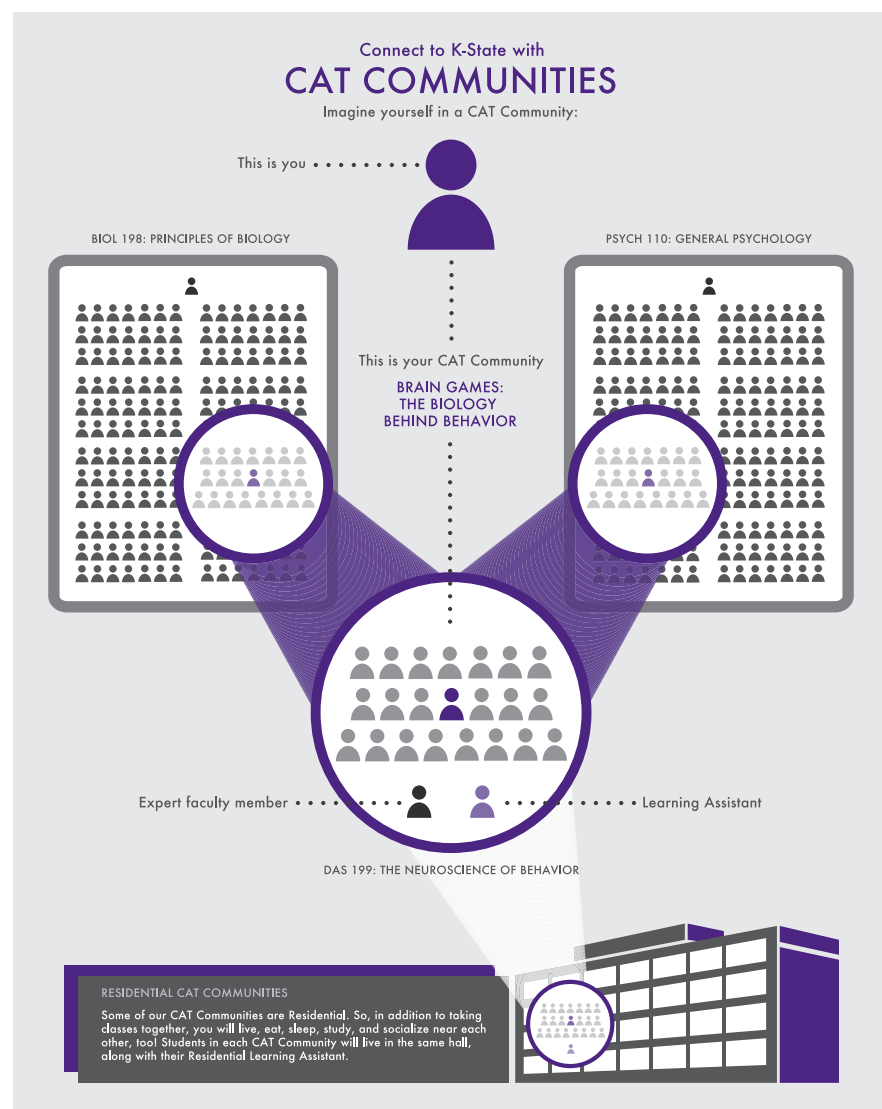 Connect to K-State with
CAT COMMUNITIES
Imagine yourself in a CAT Community:
This is you
BIOL 198: PRINCIPLES OF BIOLOGY
PSYCH 110: GENERAL PSYCHOLOGY
This is your CAT Community
BRAIN GAMES:
THE BIOLOGY
BEHIND BEHAVIOR
Expert faculty member
Learning Assistant
DAS 199: THE NEUROSCIENCE OF BEHAVIOR
RESIDENTIAL CAT COMMUNITIES
Some of our CAT Communities are Residential. So, in addition to taking
classes together, you will live, eat, sleep, study, and socialize near each
other, too! Students in each CAT Community will live in the same hall,
along with their Residential Learning Assistant.